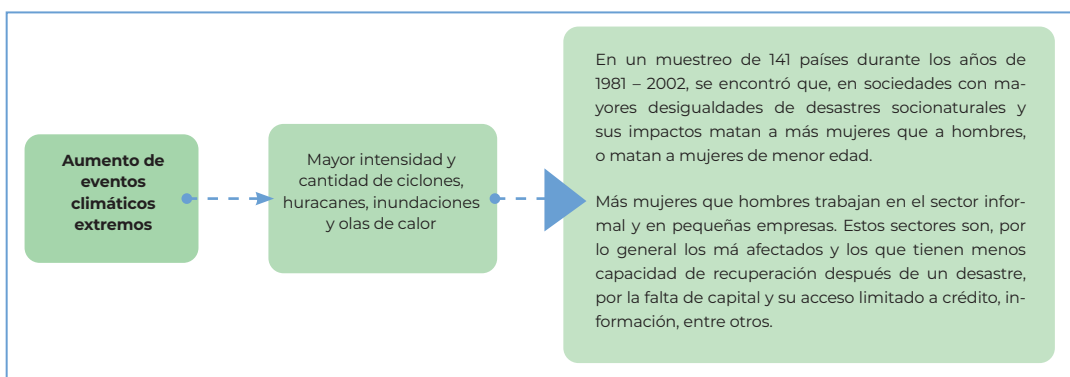 Aumento de
eventos
climáticos
extremos
Mayor intensidad y
cantidad de ciclones,
huracanes, inundaciones
y olas de calor
En un muestreo de 141 países durante los años de
1981 – 2002, se encontró que, en sociedades con ma-
yores desigualdades de desastres socionaturales y
sus impactos matan a más mujeres que a hombres,
o matan a mujeres de menor edad.
Más mujeres que hombres trabajan en el sector infor-
mal y en pequeñas empresas. Estos sectores son, por
lo general los má afectados y los que tienen menos
capacidad de recuperación después de un desastre,
por la falta de capital y su acceso limitado a crédito, in-
formación, entre otros.